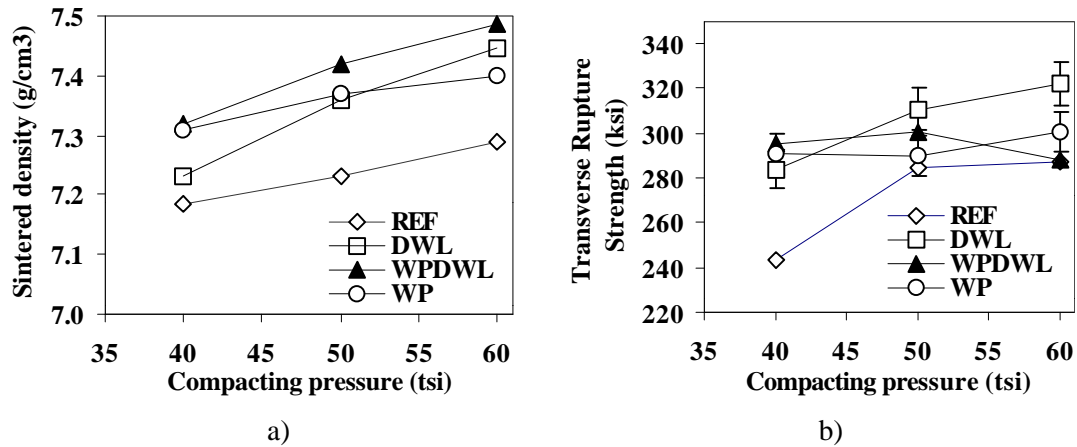 Sintered density (g/cm3)
7.5
7.4
7.3
7.2
7.1
7.0
REF
DWL
WPDWL
WP
35 40 45 50 55 60
Compacting pressure (tsi)
a)
Transverse Rupture
Strength (ksi)
340
320
300
280
260
240
220
REF
DWL
WPDWL
WP
35 40 45 50 55 60
Compacting pressure (tsi)
b)